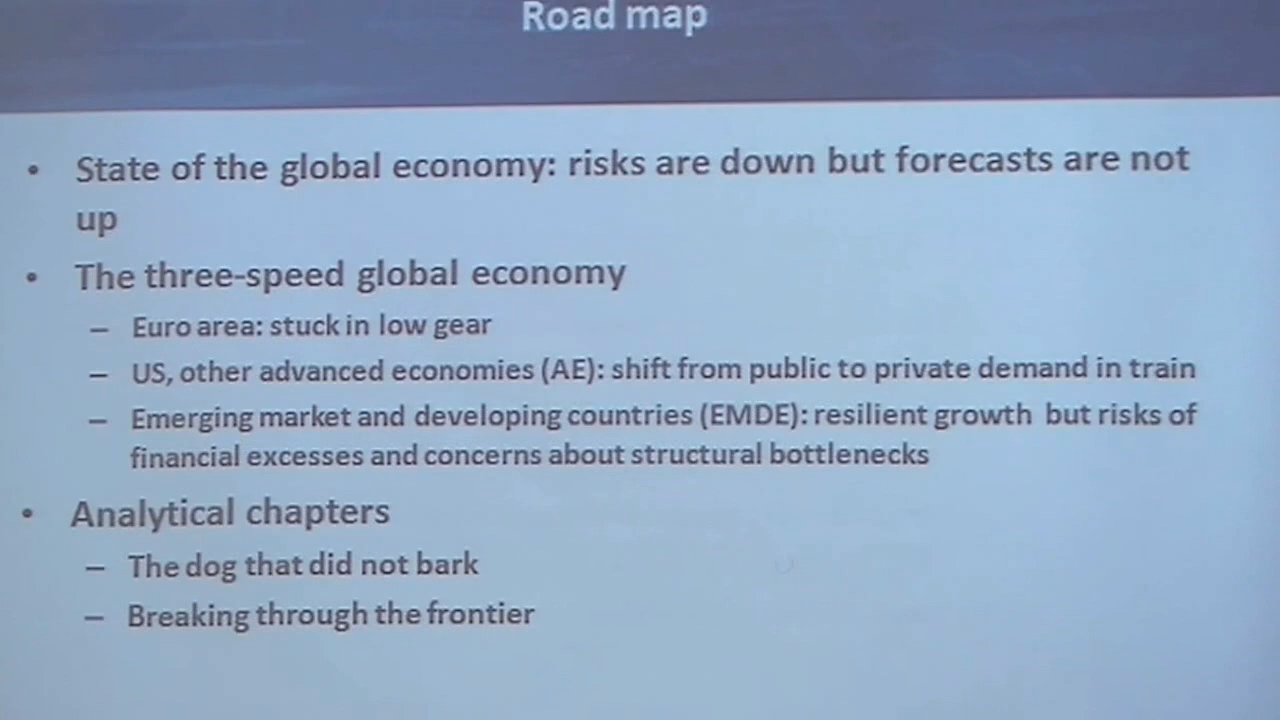 Road map
• State of the global economy: risks are down but forecasts are not
up
• The three-speed global economy
– Euro area: stuck in low gear
– US, other advanced economies (AE): shift from public to private demand in train
– Emerging market and developing countries (EMDE): resilient growth but risks of
financial excesses and concerns about structural bottlenecks
• Analytical chapters
– The dog that did not bark
– Breaking through the frontier